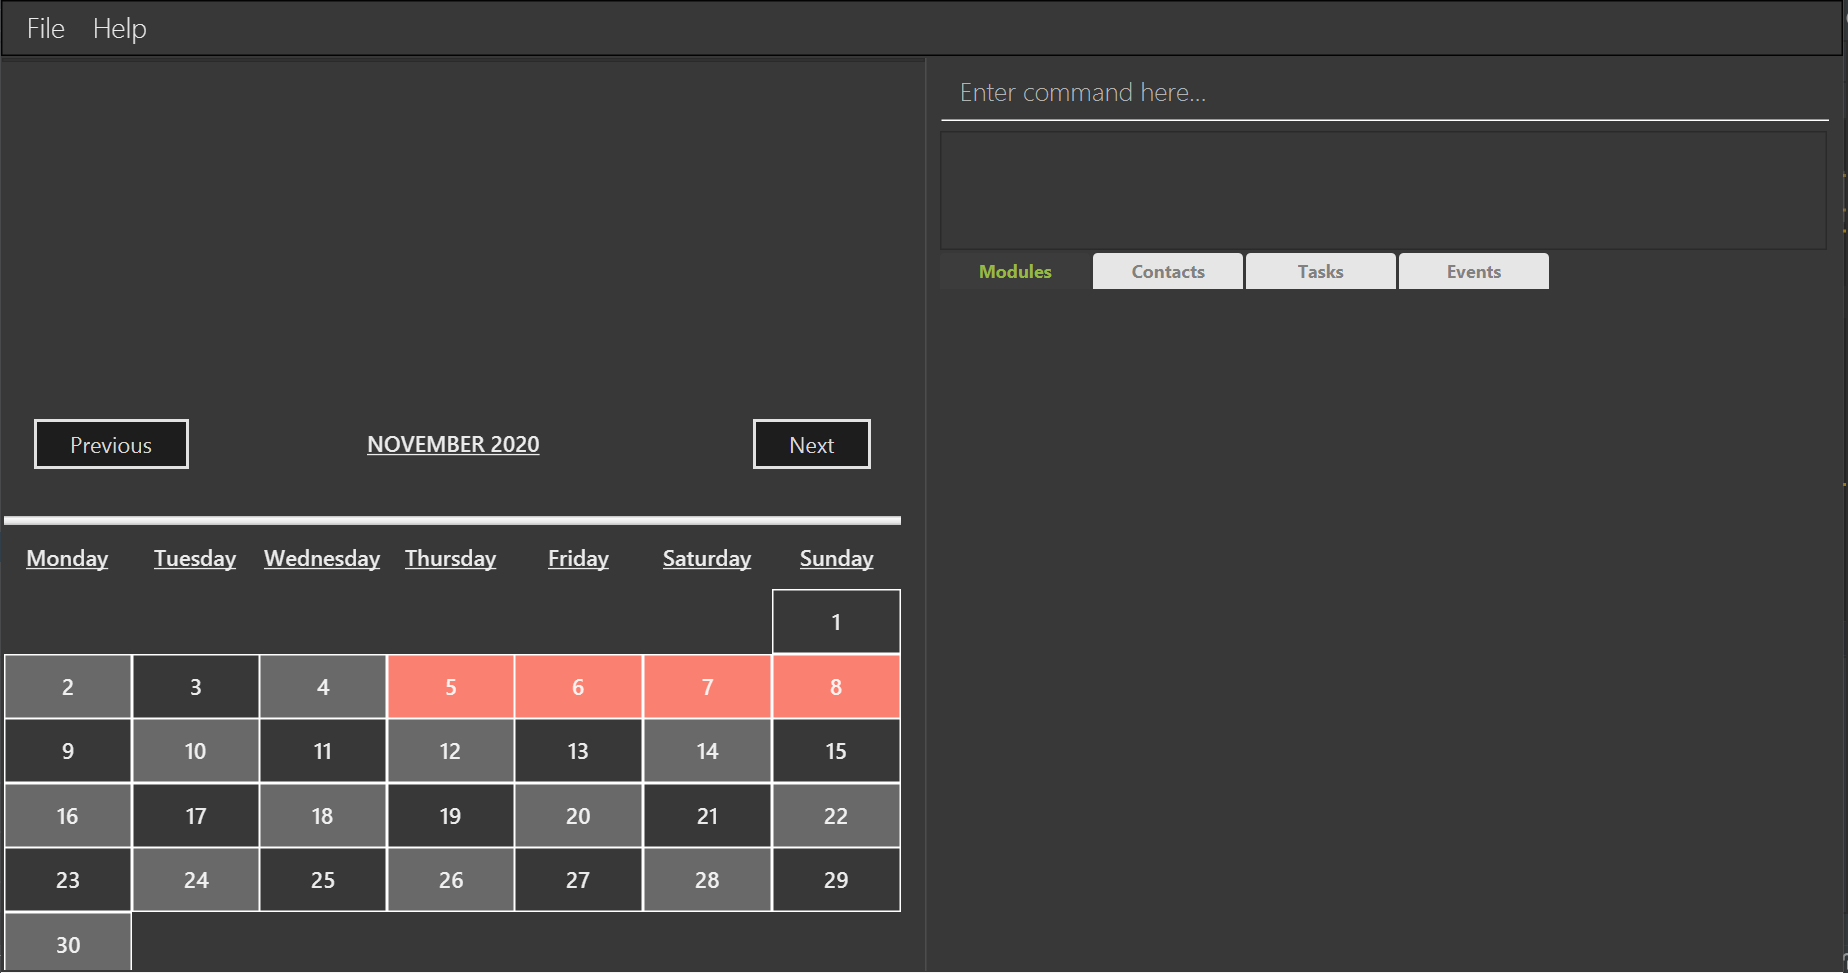 File Help
Enter command here...
Modules Contacts Tasks Events
Previous NOVEMBER 2020 Next
Monday Tuesday Wednesday Thursday Friday Saturday Sunday
1
2 3 4 5 6 7 8
9 10 11 12 13 14 15
16 17 18 19 20 21 22
23 24 25 26 27 28 29
30